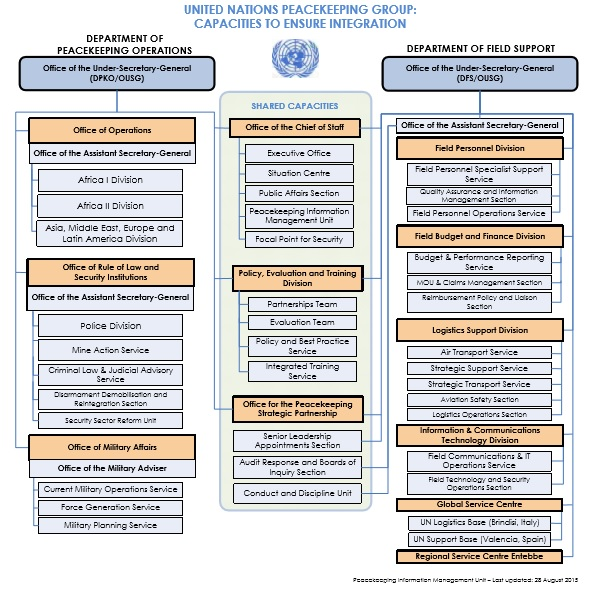 UNITED NATIONS PEACEKEEPING GROUP:
CAPACITIES TO ENSURE INTEGRATION
DEPARTMENT OF
PEACEKEEPING OPERATIONS
Office of the Under-Secretary-General
(DPKO/OUSG)
Office of Operations
Office of the Assistant Secretary-General
Africa I Division
Africa II Division
Asia, Middle East, Europe and
Latin America Division
Office of Rule of Law and
Security Institutions
Office of the Assistant Secretary-General
Police Division
Mine Action Service
Criminal Law & Judicial Advisory
Service
Disarmament Demobilisation and
Reintegration Section
Security Sector Reform Unit
Office of Military Affairs
Office of the Military Adviser
Current Military Operations Service
Force Generation Service
Military Planning Service
SHARED CAPACITIES
Office of the Chief of Staff
Executive Office
Situation Centre
Public Affairs Section
Peacekeeping Information
Management Unit
Focal Point for Security
Policy, Evaluation and Training
Division
Partnerships Team
Evaluation Team
Policy and Best Practice
Service
Integrated Training
Service
Office for the Peacekeeping
Strategic Partnership
Senior Leadership
Appointments Section
Audit Response and Boards of
Inquiry Section
Conduct and Discipline Unit
DEPARTMENT OF FIELD SUPPORT
Office of the Under-Secretary-General
(DFS/OUSG)
Office of the Assistant Secretary-General
Field Personnel Division
Field Personnel Specialist Support
Service
Quality Assurance and Information
Management Section
Field Personnel Operations Service
Field Budget and Finance Division
Budget & Performance Reporting
Service
MOU & Claims Management Section
Reimbursement Policy and Liaison
Section
Logistics Support Division
Air Transport Service
Strategic Support Service
Strategic Transport Service
Aviation Safety Section
Logistics Operations Section
Information & Communications
Technology Division
Field Communications & IT
Operations Service
Field Technology and Security
Operations Section
Global Service Centre
UN Logistics Base (Brindisi, Italy)
UN Support Base (Valencia, Spain)
Regional Service Centre Entebbe
Peacekeeping Information Management Unit – Last updated: 28 August 2015